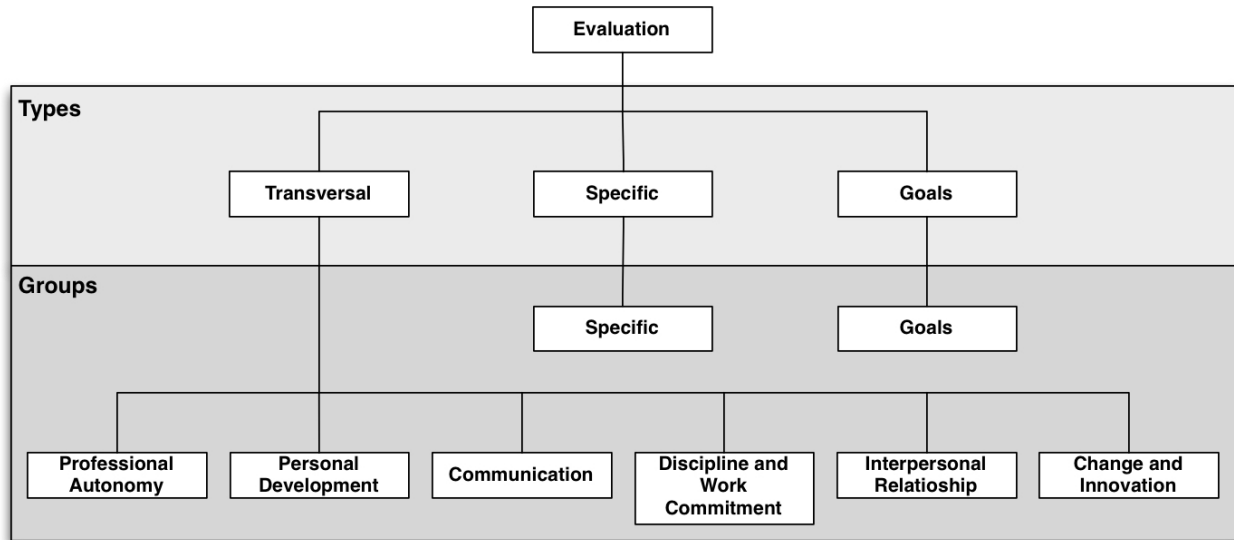 Evaluation
Types
Transversal
Specific
Goals
Groups
Specific
Goals
Professional
Autonomy
Personal
Development
Communication
Discipline and
Work
Commitment
Interpersonal
Relatioship
Change and
Innovation